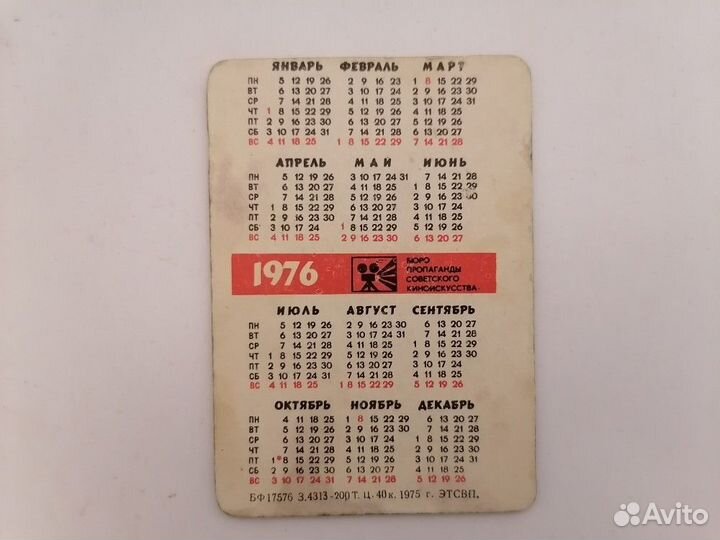 ЯНВАРЬ ФЕВРАЛЬ МАРТ
ПН 5 12 19 26 2 9 16 23 1 8 15 22 29
ВТ 6 13 20 27 3 10 17 24 2 9 16 23 30
СР 7 14 21 28 4 11 18 25 3 10 17 24 31
ЧТ 1 8 15 22 29 5 12 19 26 4 11 18 25
ПТ 2 9 16 23 30 6 13 20 27 5 12 19 26
СБ 3 10 17 24 31 7 14 21 28 6 13 20 27
ВС 4 11 18 25 1 8 15 22 29 7 14 21 28
АПРЕЛЬ МАЙ ИЮНЬ
ПН 5 12 19 26 3 10 17 24 31 7 14 21 28
ВТ 6 13 20 27 4 11 18 25 1 8 15 22 29
СР 7 14 21 28 5 12 19 26 2 9 16 23 30
ЧТ 1 8 15 22 29 6 13 20 27 3 10 17 24
ПТ 2 9 16 23 30 7 14 21 28 4 11 18 25
СБ 3 10 17 24 1 8 15 22 29 5 12 19 26
ВС 4 11 18 25 2 9 16 23 30 6 13 20 27
1976
БЮРО
ПРОПАГАНДЫ
СОВЕТСКОГО
КИНОИСКУССТВА
ИЮЛЬ АВГУСТ СЕНТЯБРЬ
ПН 5 12 19 26 2 9 16 23 30 6 13 20 27
ВТ 6 13 20 27 3 10 17 24 31 7 14 21 28
СР 7 14 21 28 4 11 18 25 1 8 15 22 29
ЧТ 1 8 15 22 29 5 12 19 26 2 9 16 23 30
ПТ 2 9 16 23 30 6 13 20 27 3 10 17 24
СБ 3 10 17 24 31 7 14 21 28 4 11 18 25
ВС 4 11 18 25 1 8 15 22 29 5 12 19 26
ОКТЯБРЬ НОЯБРЬ ДЕКАБРЬ
ПН 4 11 18 25 1 8 15 22 29 6 13 20 27
ВТ 5 12 19 26 2 9 16 23 30 7 14 21 28
СР 6 13 20 27 3 10 17 24 1 8 15 22 29
ЧТ 7 14 21 28 4 11 18 25 2 9 16 23 30
ПТ 1 8 15 22 29 5 12 19 26 3 10 17 24 31
СБ 2 9 16 23 30 6 13 20 27 4 11 18 25
ВС 3 10 17 24 31 7 14 21 28 5 12 19 26
БФ17576 З.4313-200 Т. Ц. 40 к. 1975 г. ЭТСВП.
Avito